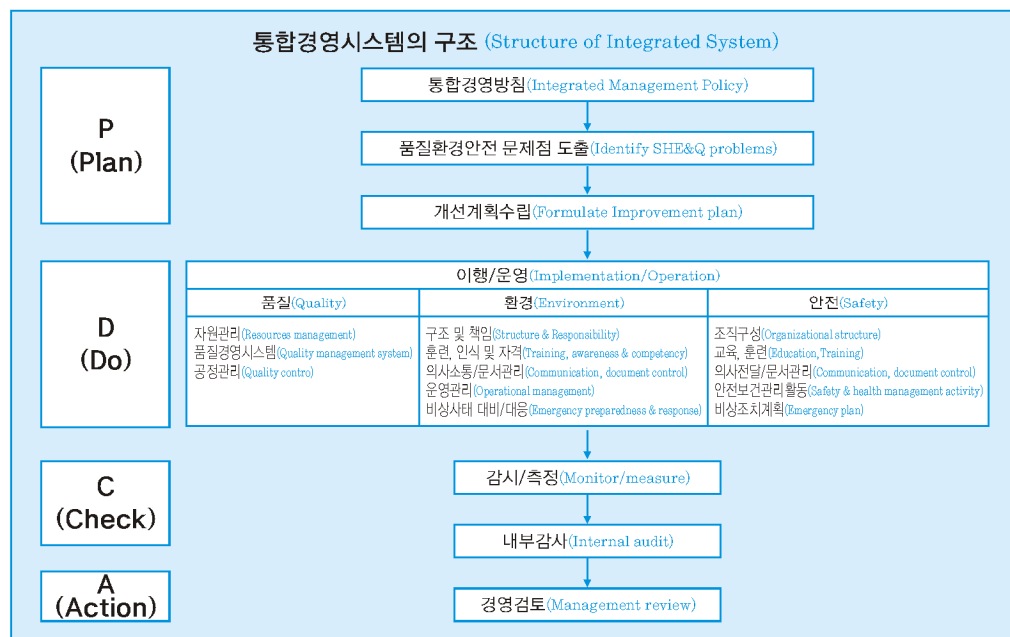 통합경영시스템의 구조 (Structure of Integrated System)
P
(Plan)
통합경영방침(Integrated Management Policy)
품질환경안전 문제점 도출(Identify SHE&Q problems)
개선계획수립(Formulate Improvement plan)
D
(Do)
이행/운영(Implementation/Operation)
품질(Quality)
자원관리(Resources management)
품질경영시스템(Quality management system)
공정관리(Quality contro)
환경(Environment)
구조 및 책임(Structure & Responsibility)
훈련, 인식 및 자격(Training, awareness & competency)
의사소통/문서관리(Communication, document control)
운영관리(Operational management)
비상사태 대비/대응(Emergency preparedness & response)
안전(Safety)
조직구성(Organizational structure)
교육, 훈련(Education,Training)
의사전달/문서관리(Communication, document control)
안전보건관리활동(Safety & health management activity)
비상조치계획(Emergency plan)
C
(Check)
감시/측정(Monitor/measure)
내부감사(Internal audit)
A
(Action)
경영검토(Management review)